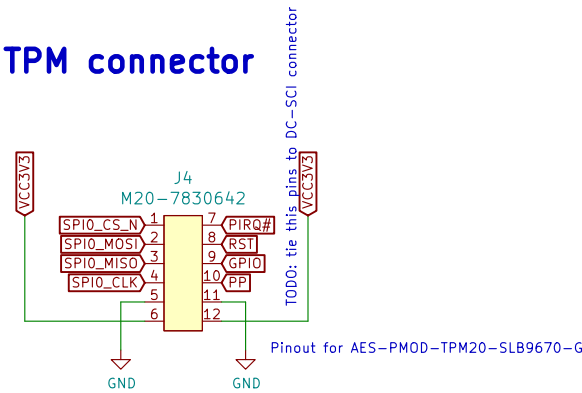 TPM connector
TODO: tie this pins to DC-SCI connector
VCC3V3
VCC3V3
J4
M20-7830642
SPI0_CS_N 1 7 PIRQ#
SPI0_MOSI 2 8 RST
SPI0_MISO 3 9 GPIO
SPI0_CLK 4 10 PP
5 11
6 12
Pinout for AES-PMOD-TPM20-SLB9670-G
GND GND